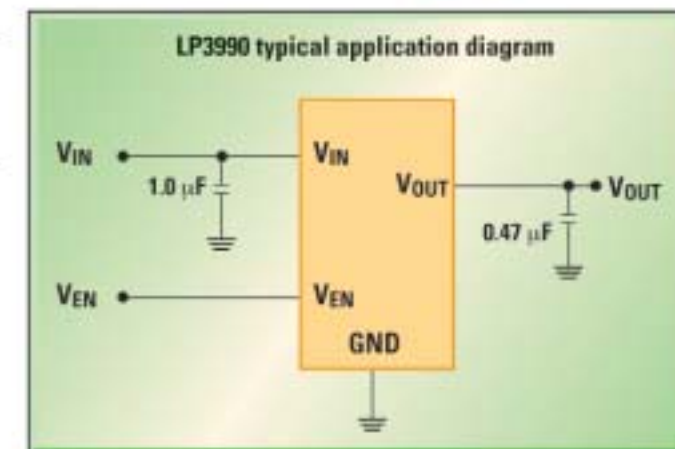 LP3990 typical application diagram
VIN
VIN
1.0 μF
VOUT
VOUT
0.47 μF
VEN
VEN
GND